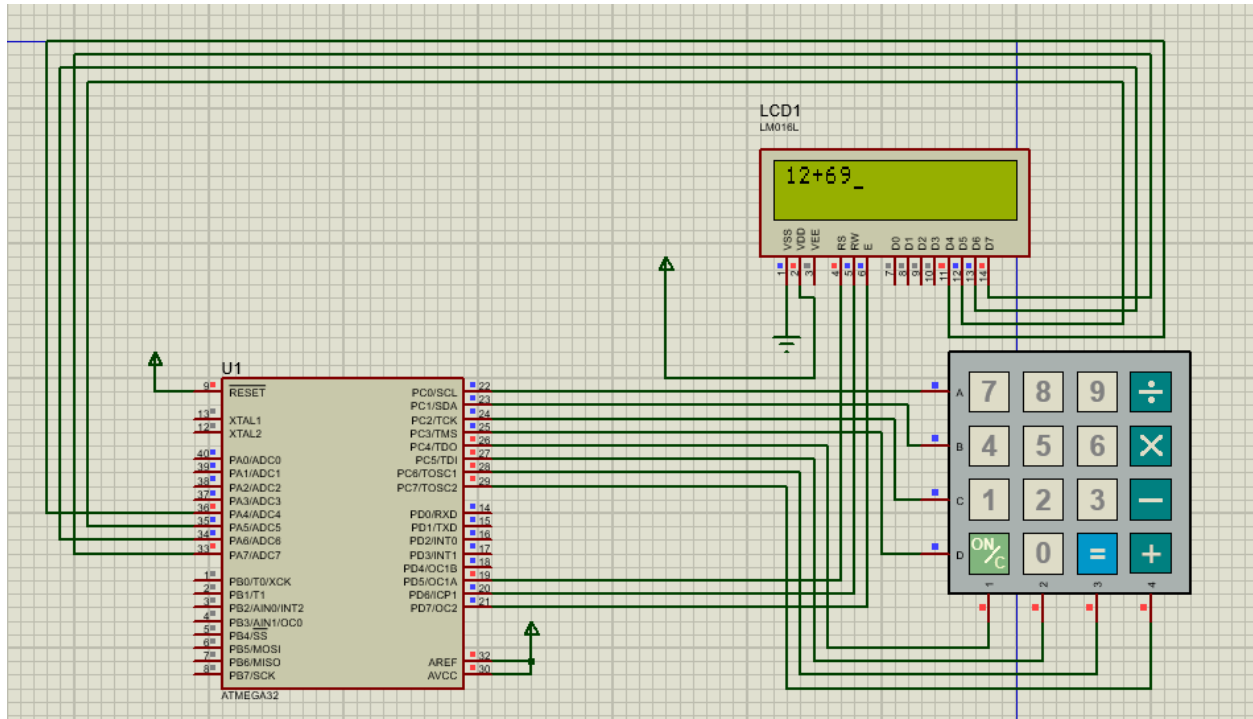 LCD1
LM016L
12+69_
VSS
VDD
VEE
RS
RW
E
D0
D1
D2
D3
D4
D5
D6
D7
1
2
3
4
5
6
7
8
9
10
11
12
13
14
U1
9 RESET
13 XTAL1
12 XTAL2
40 PA0/ADC0
39 PA1/ADC1
38 PA2/ADC2
37 PA3/ADC3
36 PA4/ADC4
35 PA5/ADC5
34 PA6/ADC6
33 PA7/ADC7
1 PB0/T0/XCK
2 PB1/T1
3 PB2/AIN0/INT2
4 PB3/AIN1/OC0
5 PB4/SS
6 PB5/MOSI
7 PB6/MISO
8 PB7/SCK
PC0/SCL 22
PC1/SDA 23
PC2/TCK 24
PC3/TMS 25
PC4/TDO 26
PC5/TDI 27
PC6/TOSC1 28
PC7/TOSC2 29
PD0/RXD 14
PD1/TXD 15
PD2/INT0 16
PD3/INT1 17
PD4/OC1B 18
PD5/OC1A 19
PD6/ICP1 20
PD7/OC2 21
AREF 32
AVCC 30
ATMEGA32
A 7 8 9 ÷
B 4 5 6 ×
C 1 2 3 −
D ON/C 0 = +
1 2 3 4